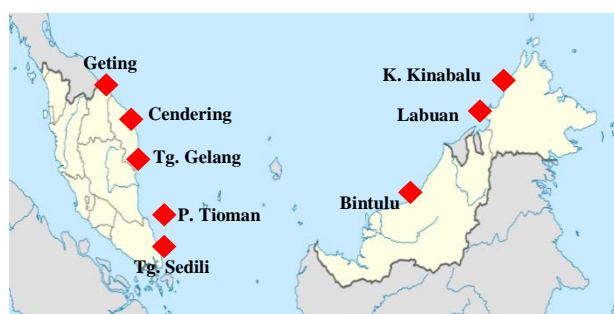 Geting
K. Kinabalu
Cendering
Labuan
Tg. Gelang
Bintulu
P. Tioman
Tg. Sedili